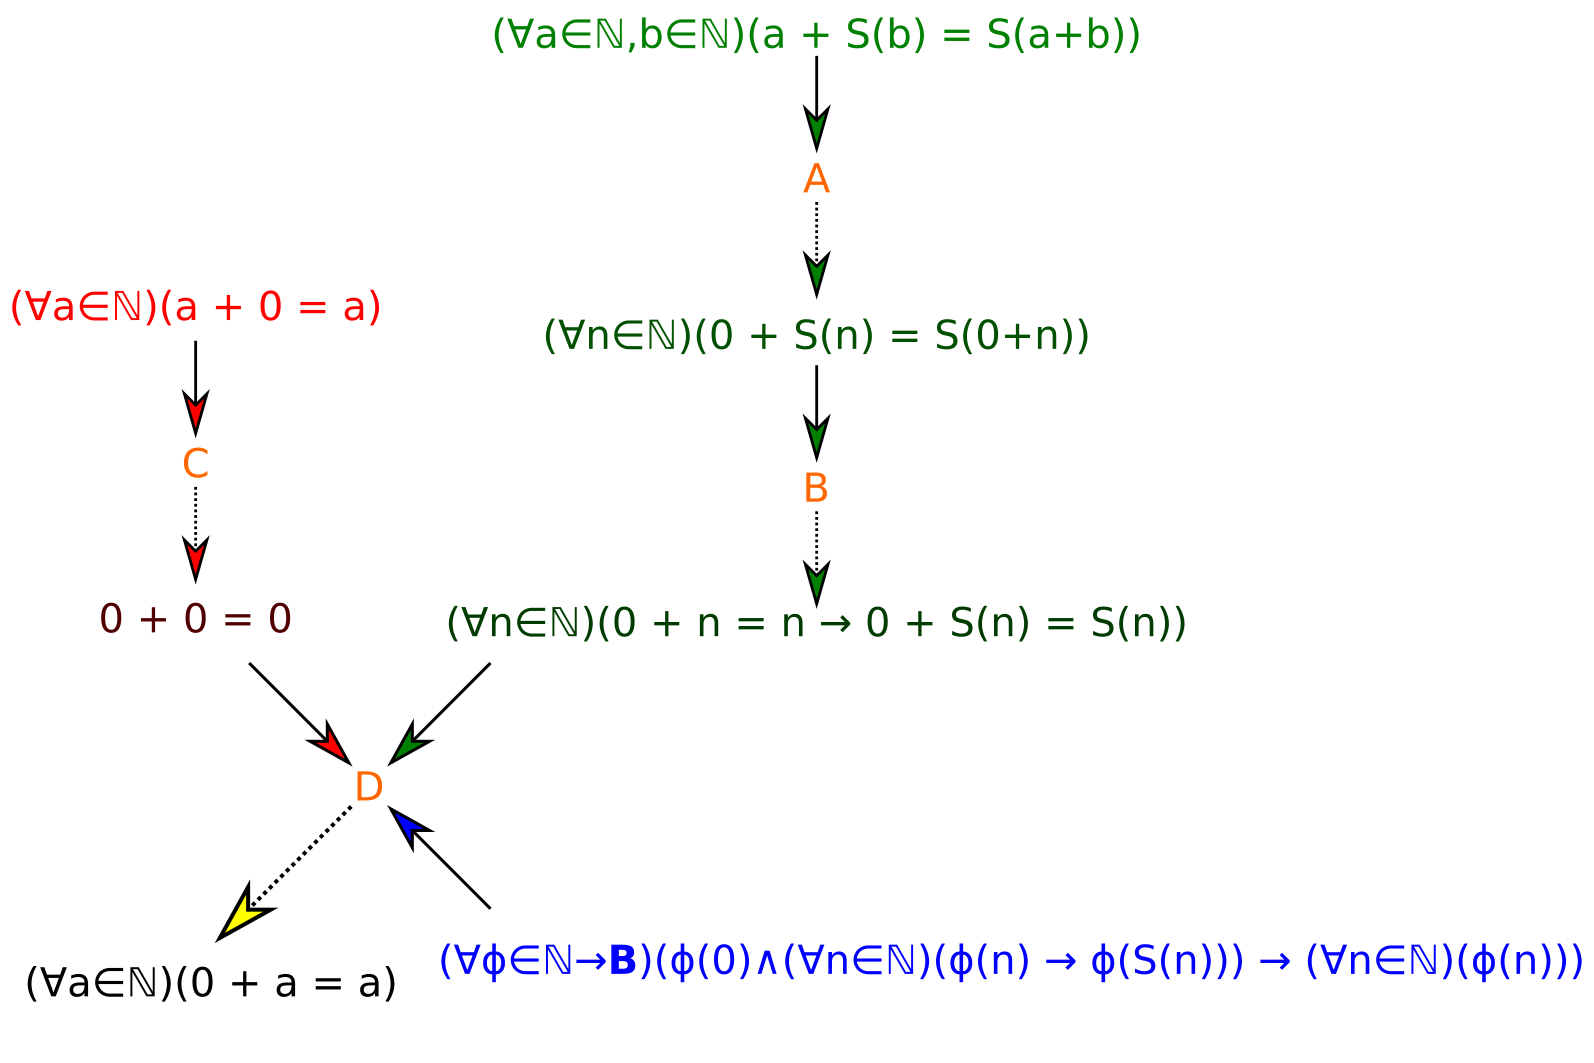 (∀a∈ℕ,b∈ℕ)(a + S(b) = S(a+b))
A
(∀a∈ℕ)(a + 0 = a)
(∀n∈ℕ)(0 + S(n) = S(0+n))
C
B
0 + 0 = 0
(∀n∈ℕ)(0 + n = n → 0 + S(n) = S(n))
D
(∀ϕ∈ℕ→B)(ϕ(0)∧(∀n∈ℕ)(ϕ(n) → ϕ(S(n))) → (∀n∈ℕ)(ϕ(n)))
(∀a∈ℕ)(0 + a = a)